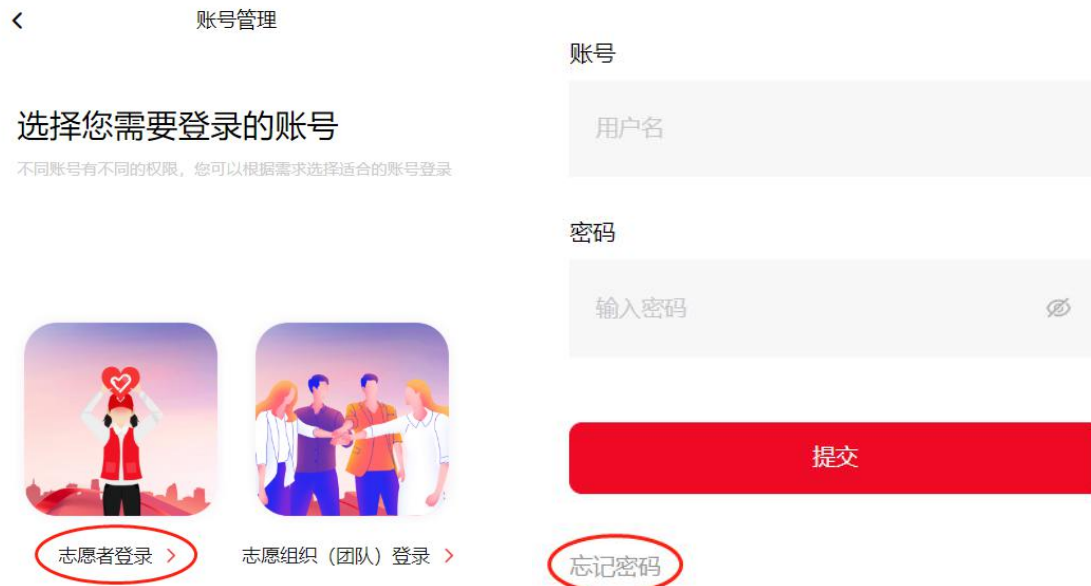 账号管理
选择您需要登录的账号
不同账号有不同的权限，您可以根据需求选择适合的账号登录
志愿者登录
志愿组织（团队）登录
账号
用户名
密码
输入密码
提交
忘记密码